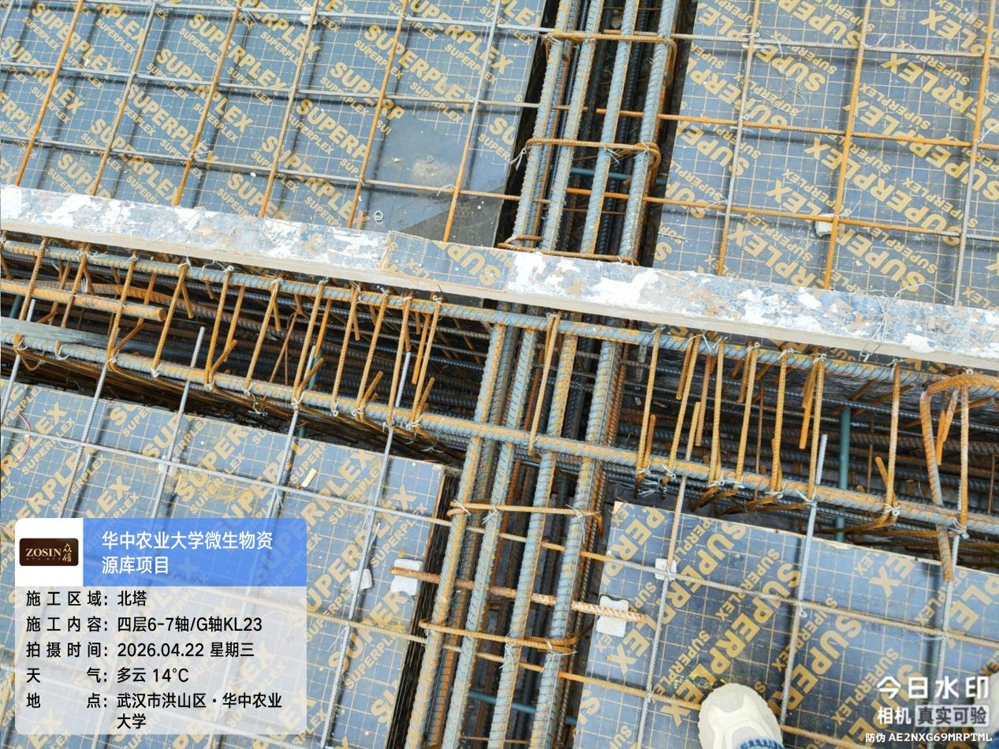 SUPERPLEX
ZOSIN 众信
华中农业大学微生物资
源库项目
施工区域：北塔
施工内容：四层6-7轴/G轴KL23
拍摄时间：2026.04.22 星期三
天气：多云 14℃
地点：武汉市洪山区·华中农业
大学
今日水印
相机 真实可验
防伪 AE2NXG69MRPTML